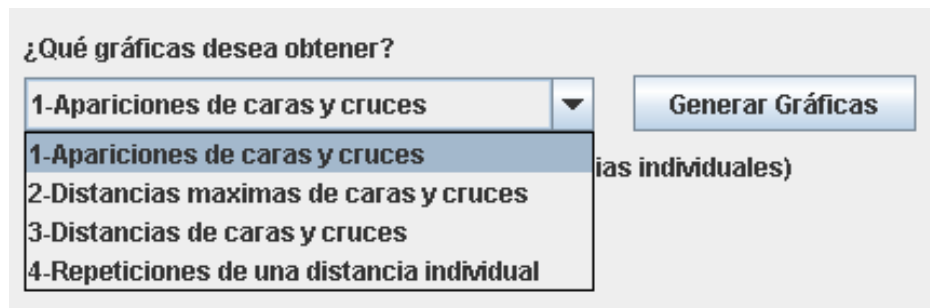 ¿Qué gráficas desea obtener?
1-Apariciones de caras y cruces
Generar Gráficas
1-Apariciones de caras y cruces
individuales)
2-Distancias maximas de caras y cruces
3-Distancias de caras y cruces
4-Repeticiones de una distancia individual